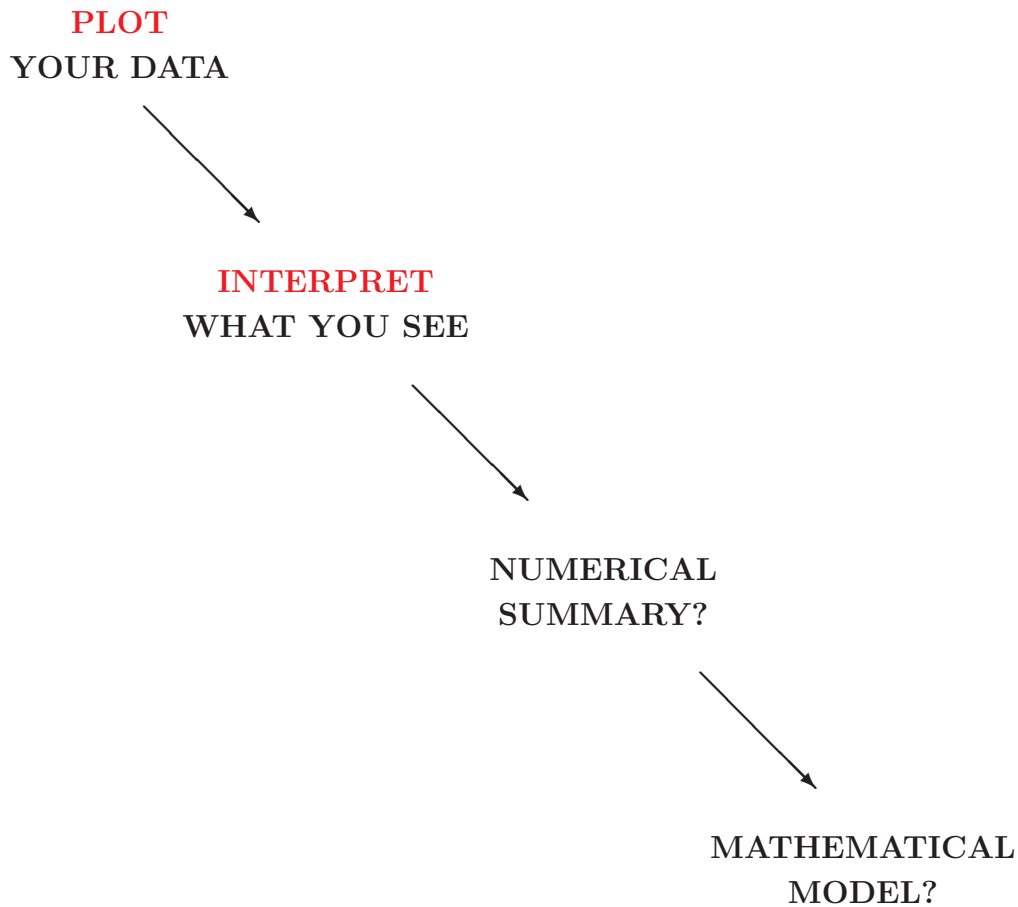 PLOT
YOUR DATA
INTERPRET
WHAT YOU SEE
NUMERICAL
SUMMARY?
MATHEMATICAL
MODEL?